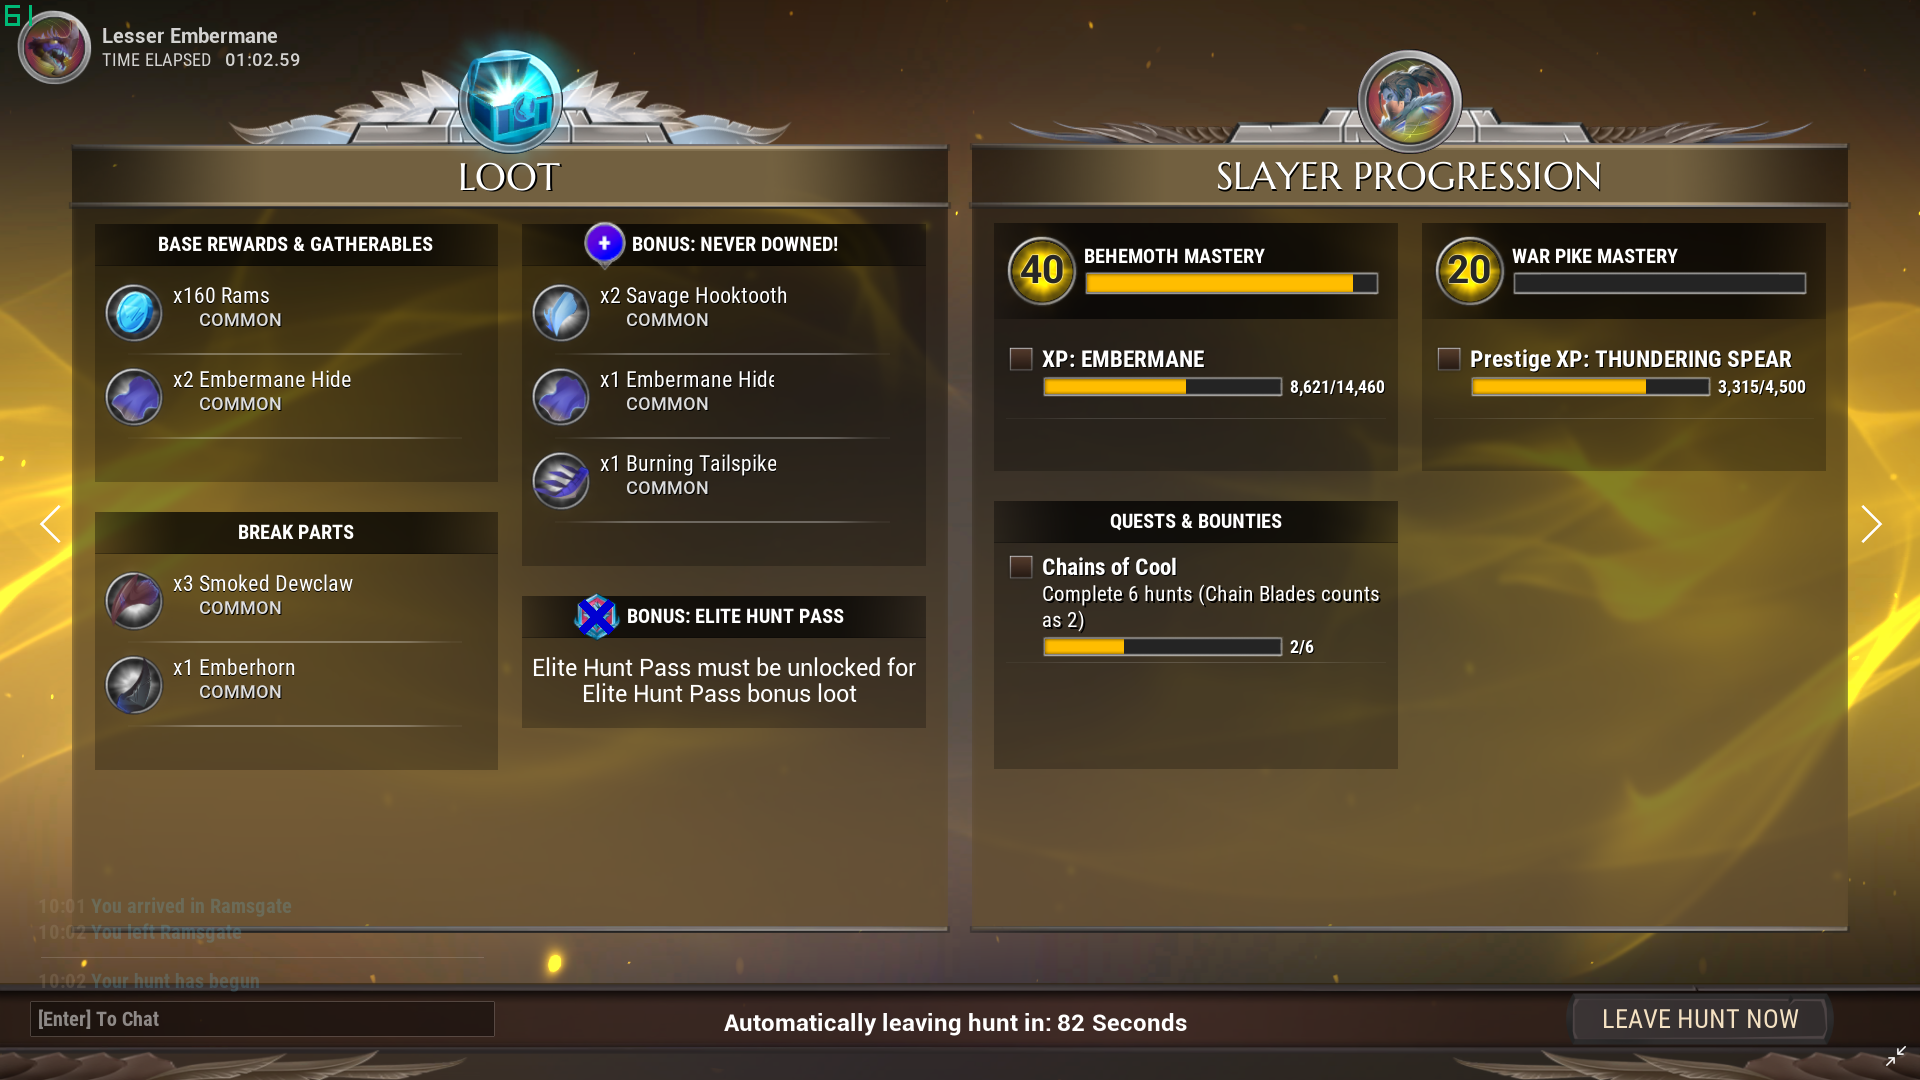 61
Lesser Embermane
TIME ELAPSED 01:02.59
LOOT
BASE REWARDS & GATHERABLES
x160 Rams
COMMON
x2 Embermane Hide
COMMON
BREAK PARTS
x3 Smoked Dewclaw
COMMON
x1 Emberhorn
COMMON
BONUS: NEVER DOWNED!
x2 Savage Hooktooth
COMMON
x1 Embermane Hide
COMMON
x1 Burning Tailspike
COMMON
BONUS: ELITE HUNT PASS
Elite Hunt Pass must be unlocked for
Elite Hunt Pass bonus loot
SLAYER PROGRESSION
40 BEHEMOTH MASTERY
XP: EMBERMANE
8,621/14,460
20 WAR PIKE MASTERY
Prestige XP: THUNDERING SPEAR
3,315/4,500
QUESTS & BOUNTIES
Chains of Cool
Complete 6 hunts (Chain Blades counts
as 2)
2/6
10:01 You arrived in Ramsgate
10:02 You left Ramsgate
10:02 Your hunt has begun
[Enter] To Chat
Automatically leaving hunt in: 82 Seconds
LEAVE HUNT NOW